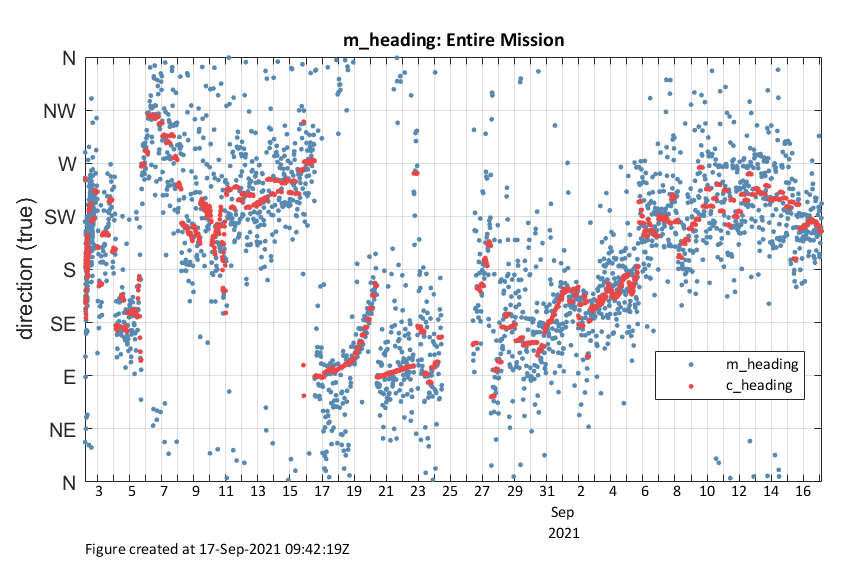 m_heading: Entire Mission
direction (true)
N
NW
W
SW
S
SE
E
NE
N
m_heading
c_heading
3 5 7 9 11 13 15 17 19 21 23 25 27 29 31 2 4 6 8 10 12 14 16
Sep
2021
Figure created at 17-Sep-2021 09:42:19Z